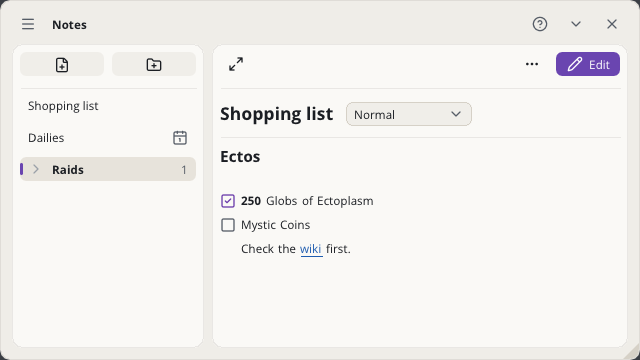 Notes
Edit
Shopping list
Dailies
Raids 1
Shopping list Normal
Ectos
250 Globs of Ectoplasm
Mystic Coins
Check the wiki first.